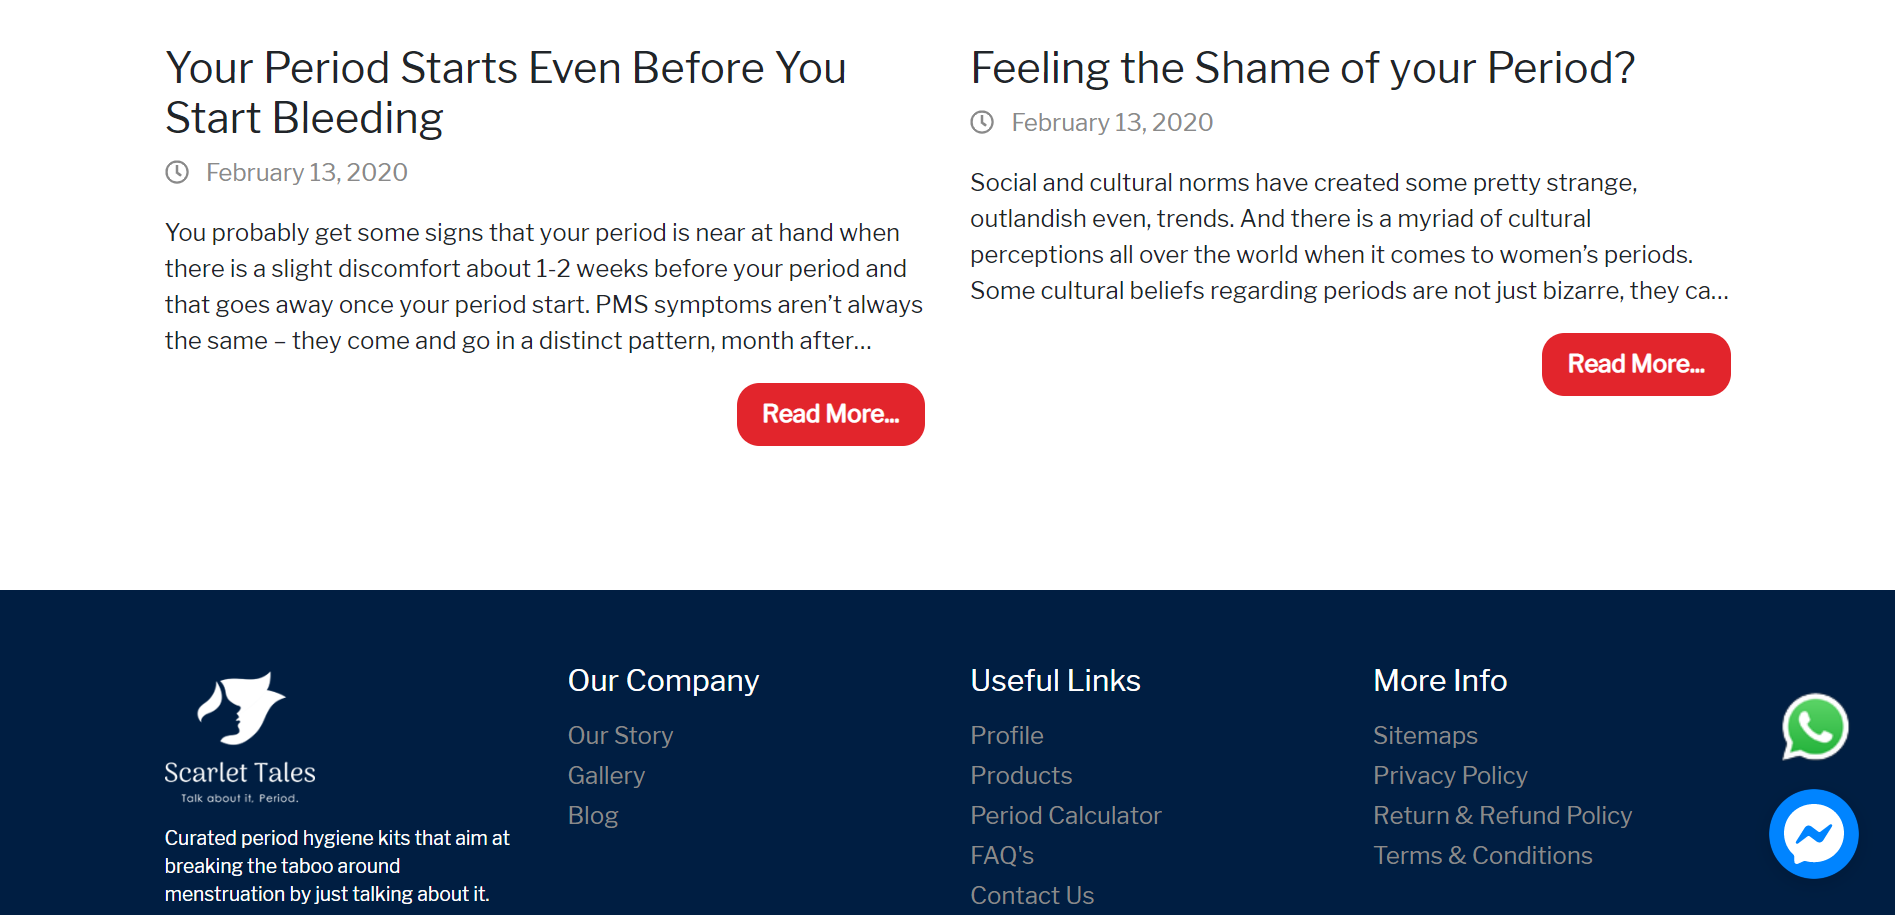 Your Period Starts Even Before You
Start Bleeding
February 13, 2020
You probably get some signs that your period is near at hand when
there is a slight discomfort about 1-2 weeks before your period and
that goes away once your period start. PMS symptoms aren’t always
the same – they come and go in a distinct pattern, month after...
Read More...
Feeling the Shame of your Period?
February 13, 2020
Social and cultural norms have created some pretty strange,
outlandish even, trends. And there is a myriad of cultural
perceptions all over the world when it comes to women’s periods.
Some cultural beliefs regarding periods are not just bizarre, they ca...
Read More...
Scarlet Tales
Talk about it. Period.
Curated period hygiene kits that aim at
breaking the taboo around
menstruation by just talking about it.
Our Company
Our Story
Gallery
Blog
Useful Links
Profile
Products
Period Calculator
FAQ's
Contact Us
More Info
Sitemaps
Privacy Policy
Return & Refund Policy
Terms & Conditions